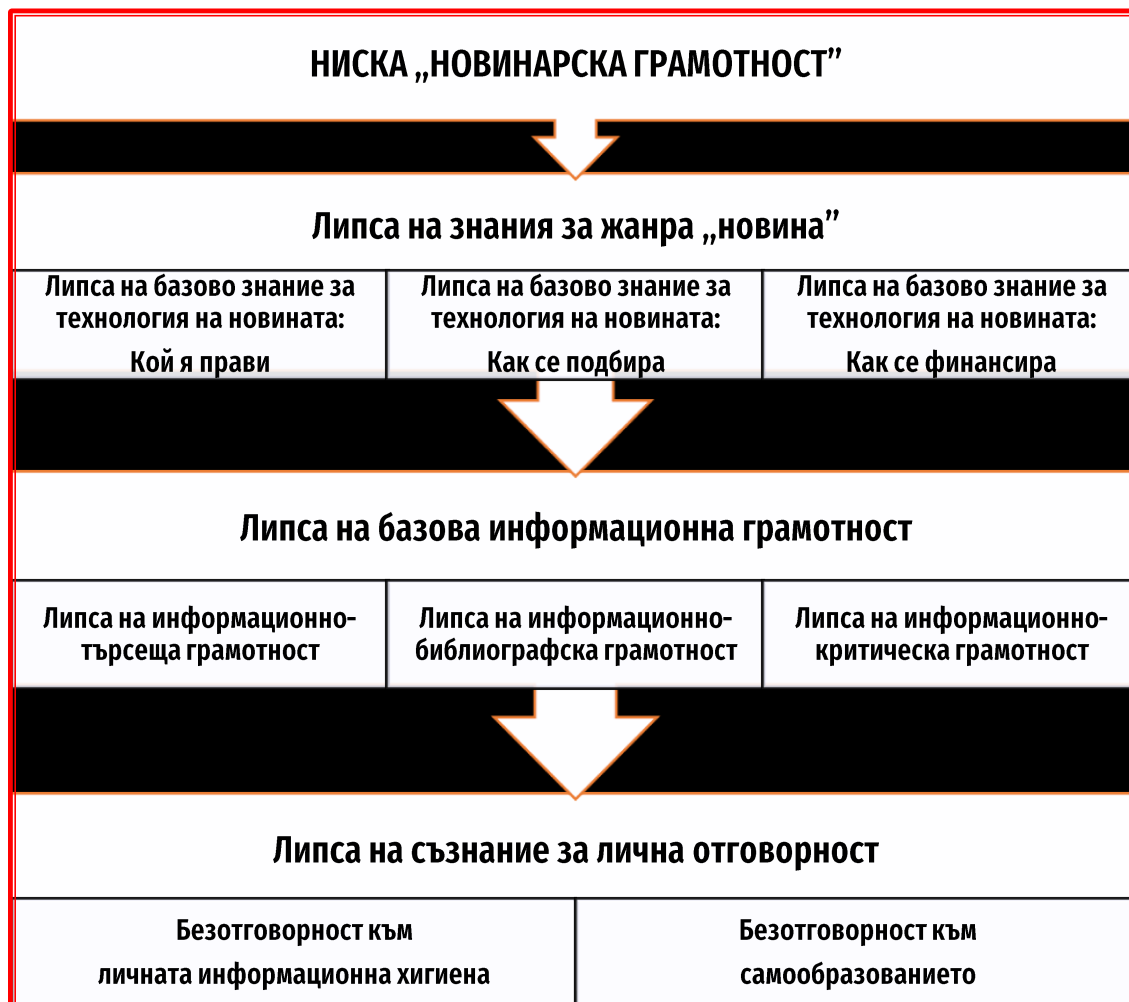 НИСКА „НОВИНАРСКА ГРАМОТНОСТ”
Липса на знания за жанра „новина”
Липса на базово знание за
технология на новината:
Кой я прави
Липса на базово знание за
технология на новината:
Как се подбира
Липса на базово знание за
технология на новината:
Как се финансира
Липса на базова информационна грамотност
Липса на информационно-
търсеща грамотност
Липса на информационно-
библиографска грамотност
Липса на информационно-
критическа грамотност
Липса на съзнание за лична отговорност
Безотговорност към
личната информационна хигиена
Безотговорност към
самообразованието